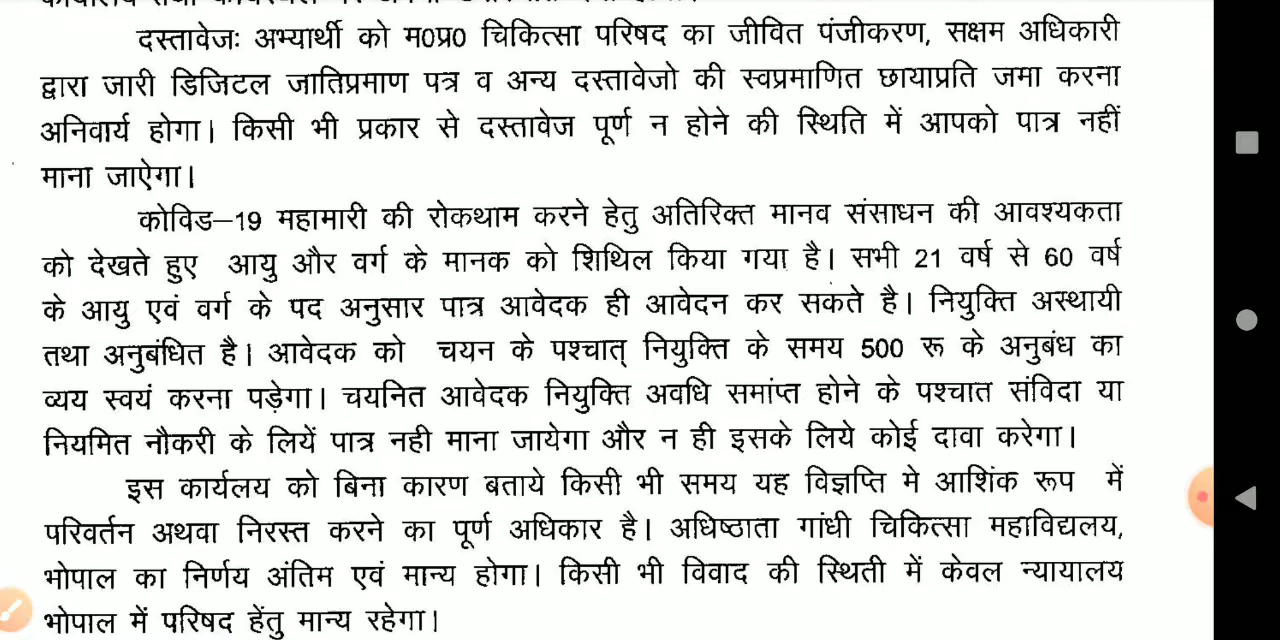 दस्तावेजः अभ्यार्थी को म0प्र0 चिकित्सा परिषद का जीवित पंजीकरण, सक्षम अधिकारी
द्वारा जारी डिजिटल जातिप्रमाण पत्र व अन्य दस्तावेजो की स्वप्रमाणित छायाप्रति जमा करना
अनिवार्य होगा। किसी भी प्रकार से दस्तावेज पूर्ण न होने की स्थिति में आपको पात्र नहीं
माना जाऐगा।
कोविड–19 महामारी की रोकथाम करने हेतु अतिरिक्त मानव संसाधन की आवश्यकता
को देखते हुए आयु और वर्ग के मानक को शिथिल किया गया है। सभी 21 वर्ष से 60 वर्ष
के आयु एवं वर्ग के पद अनुसार पात्र आवेदक ही आवेदन कर सकते है। नियुक्ति अस्थायी
तथा अनुबंधित है। आवेदक को चयन के पश्चात् नियुक्ति के समय 500 रू के अनुबंध का
व्यय स्वयं करना पड़ेगा। चयनित आवेदक नियुक्ति अवधि समांप्त होने के पश्चात संविदा या
नियमित नौकरी के लियें पात्र नही माना जायेगा और न ही इसके लिये कोई दावा करेगा।
इस कार्यलय को बिना कारण बताये किसी भी समय यह विज्ञप्ति मे आशिंक रूप में
परिवर्तन अथवा निरस्त करने का पूर्ण अधिकार है। अधिष्ठाता गांधी चिकित्सा महाविद्यलय,
भोपाल का निर्णय अंतिम एवं मान्य होगा। किसी भी विवाद की स्थिती में केवल न्यायालय
भोपाल में परिषद हेंतु मान्य रहेगा।